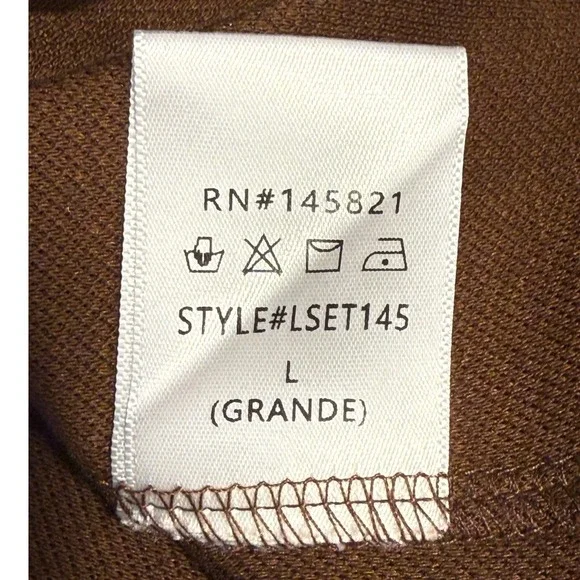 RN#145821
STYLE#LSET145
L
(GRANDE)